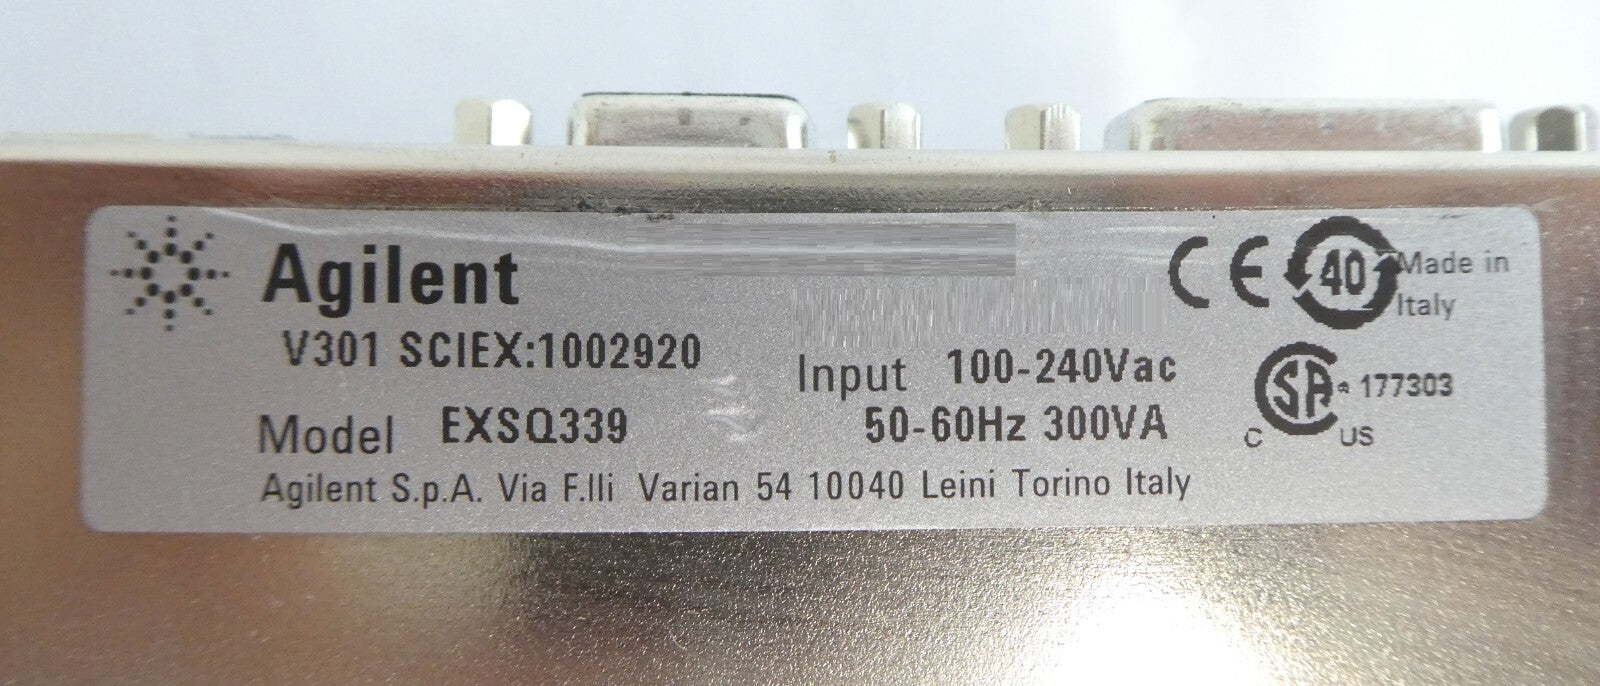 Agilent
V301 SCIEX:1002920
Model EXSQ339
Input 100-240Vac
50-60Hz 300VA
Agilent S.p.A. Via F.lli Varian 54 10040 Leini Torino Italy
CE
40
Made in
Italy
SA
® 177303
C US